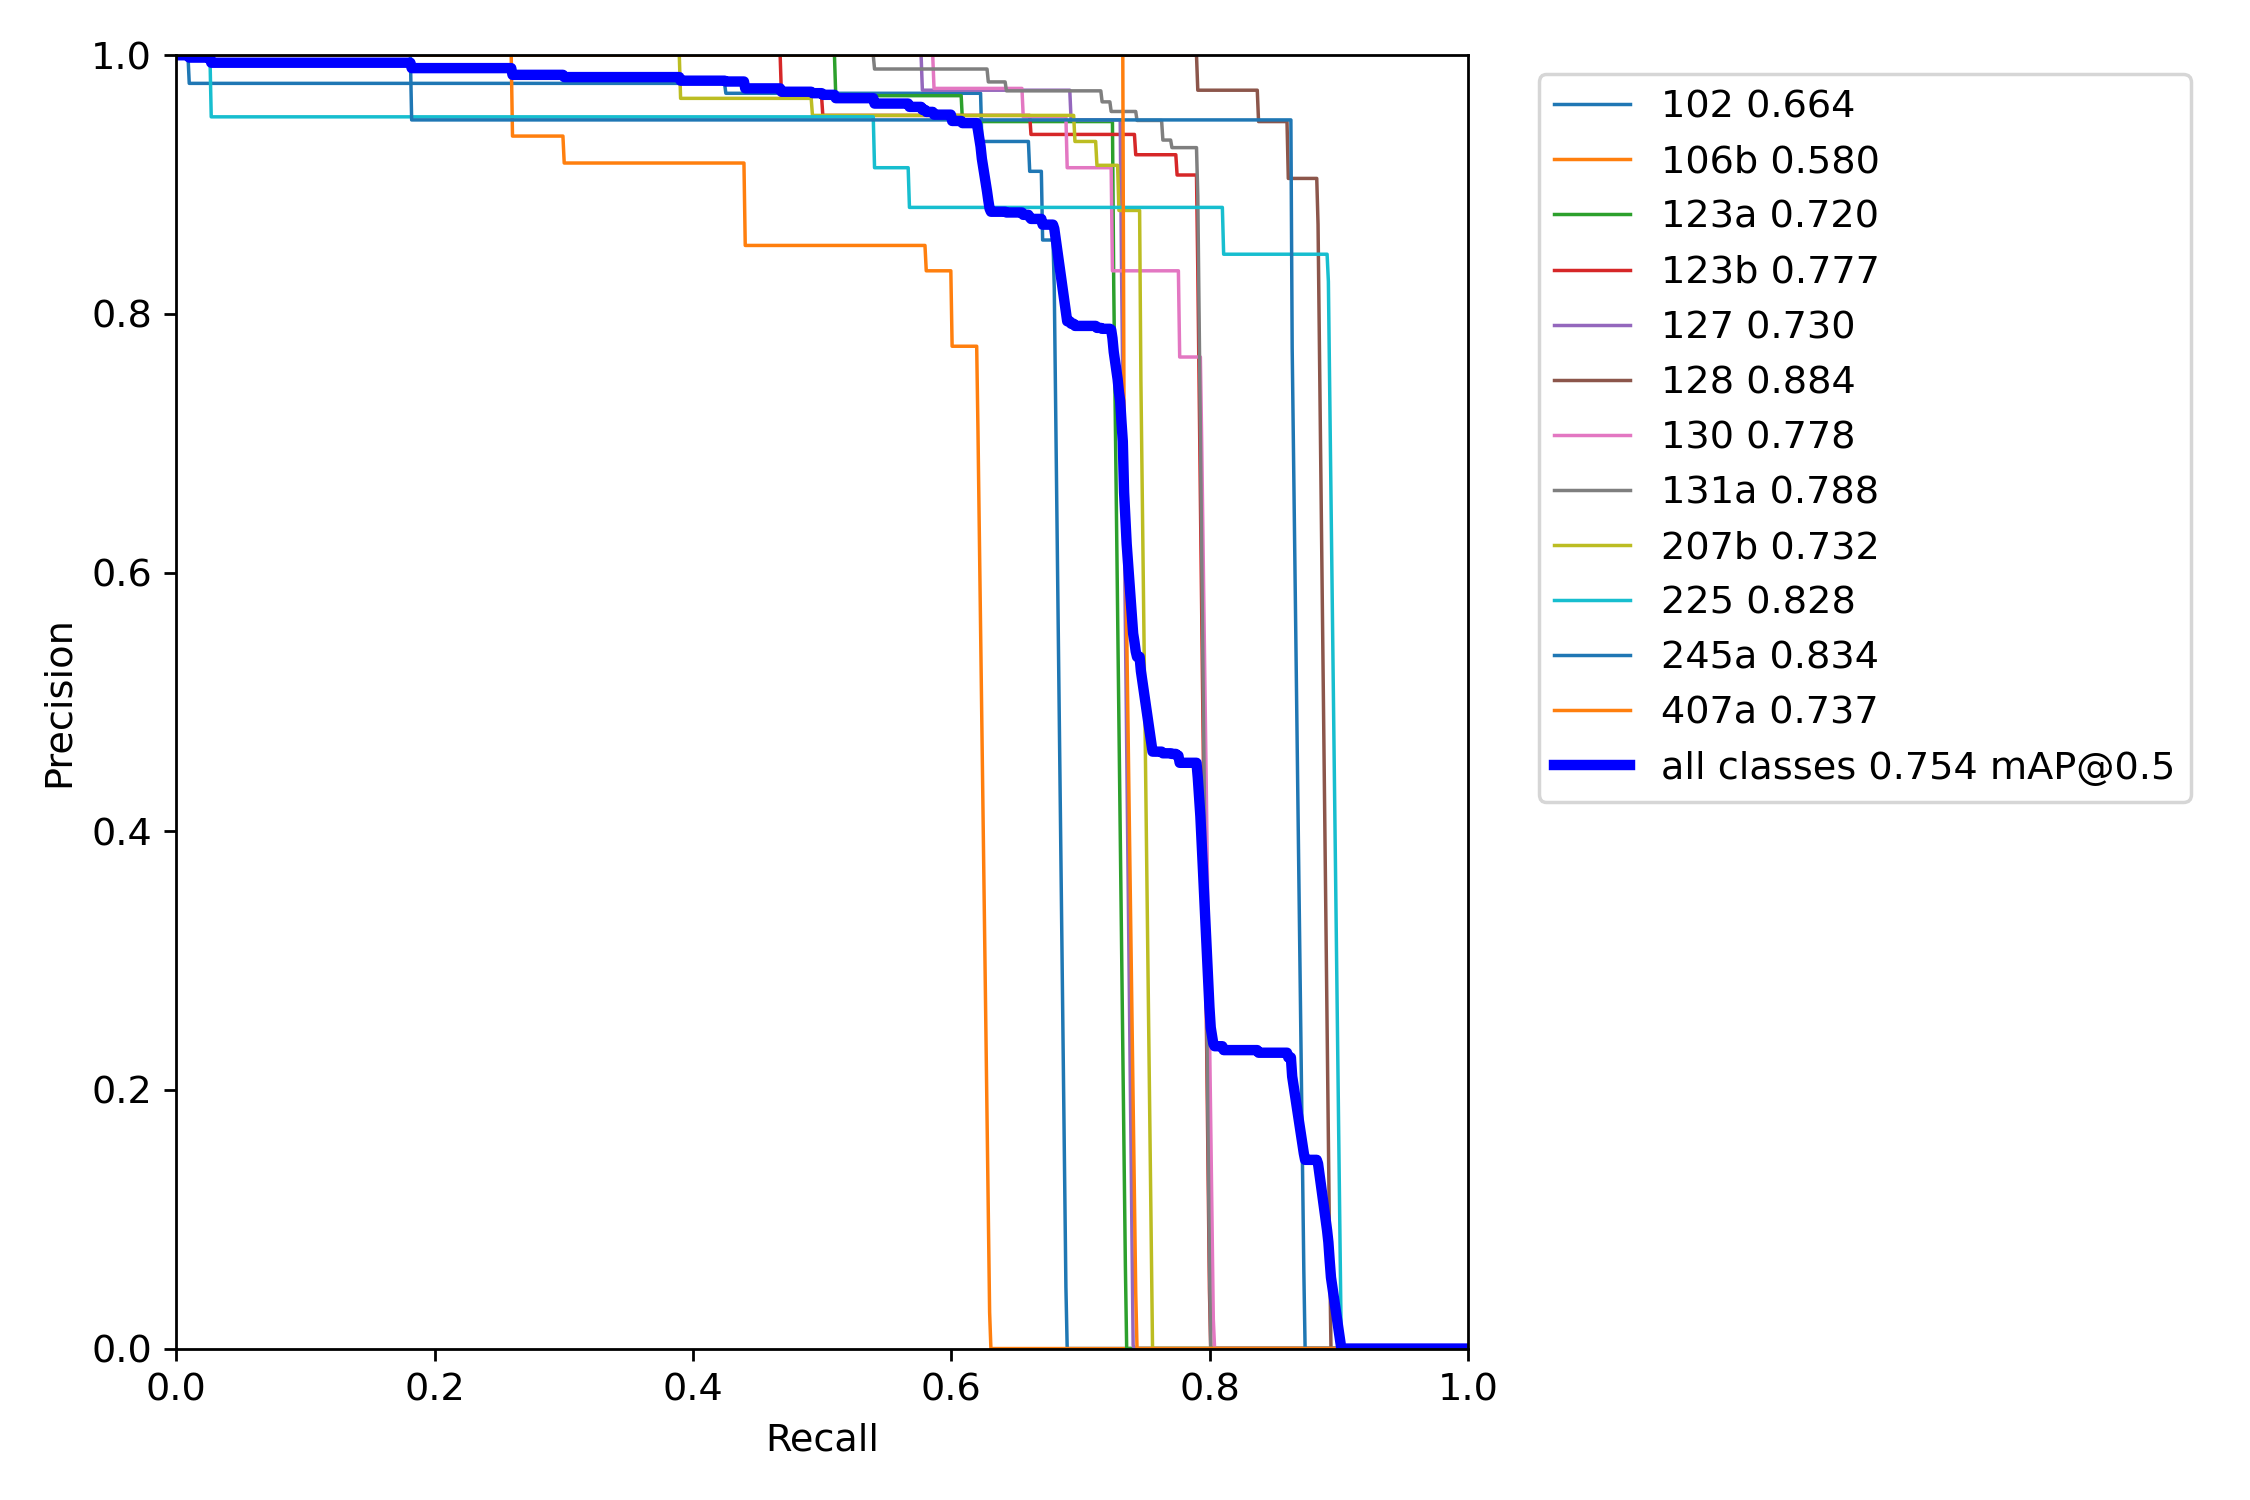 1.0
0.8
0.6
0.4
0.2
0.0
Precision
0.0 0.2 0.4 0.6 0.8 1.0
Recall
102 0.664
106b 0.580
123a 0.720
123b 0.777
127 0.730
128 0.884
130 0.778
131a 0.788
207b 0.732
225 0.828
245a 0.834
407a 0.737
all classes 0.754 mAP@0.5